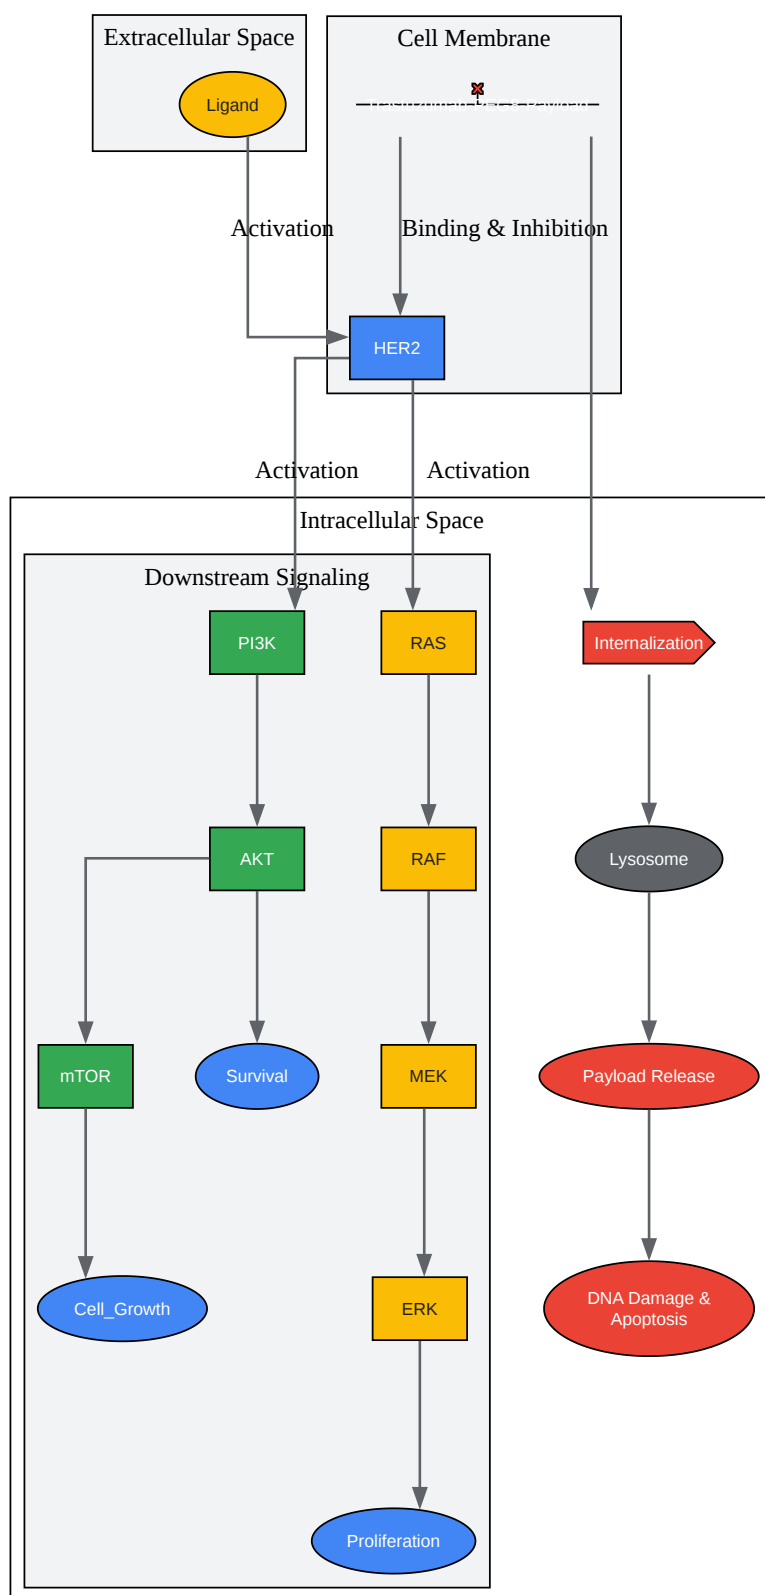 Extracellular Space
Cell Membrane
Ligand
Activation
Binding & Inhibition
HER2
Activation
Activation
Intracellular Space
Downstream Signaling
PI3K
RAS
Internalization
AKT
RAF
Lysosome
mTOR
Survival
MEK
Payload Release
Cell_Growth
ERK
DNA Damage &
Apoptosis
Proliferation